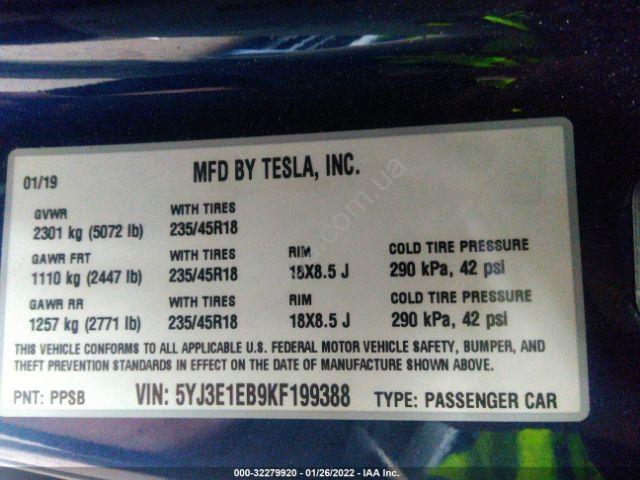 MFD BY TESLA, INC.
01/19
GVWR WITH TIRES
2301 kg (5072 lb) 235/45R18
GAWR FRT WITH TIRES RIM COLD TIRE PRESSURE
1110 kg (2447 lb) 235/45R18 18X8.5 J 290 kPa, 42 psi
GAWR RR WITH TIRES RIM COLD TIRE PRESSURE
1257 kg (2771 lb) 235/45R18 18X8.5 J 290 kPa, 42 psi
THIS VEHICLE CONFORMS TO ALL APPLICABLE U.S. FEDERAL MOTOR VEHICLE SAFETY, BUMPER, AND
THEFT PREVENTION STANDARDS IN EFFECT ON THE DATE OF MANUFACTURE SHOWN ABOVE.
PNT: PPSB VIN: 5YJ3E1EB9KF199388 TYPE: PASSENGER CAR
000-32279920 - 01/26/2022 - IAA Inc.